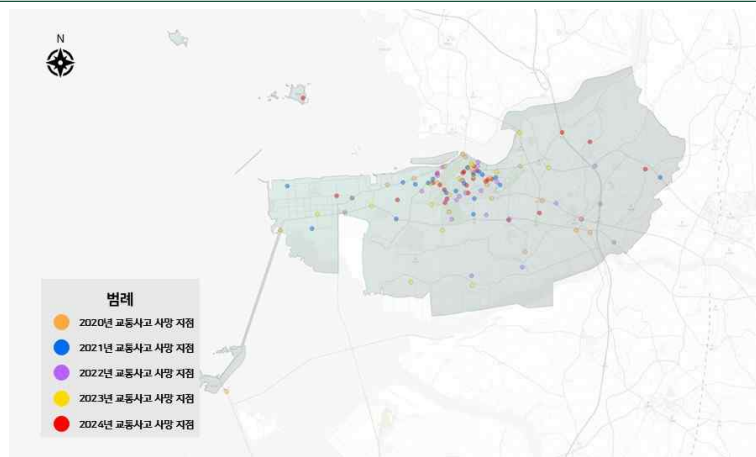 N
범례
2020년 교통사고 사망 지점
2021년 교통사고 사망 지점
2022년 교통사고 사망 지점
2023년 교통사고 사망 지점
2024년 교통사고 사망 지점